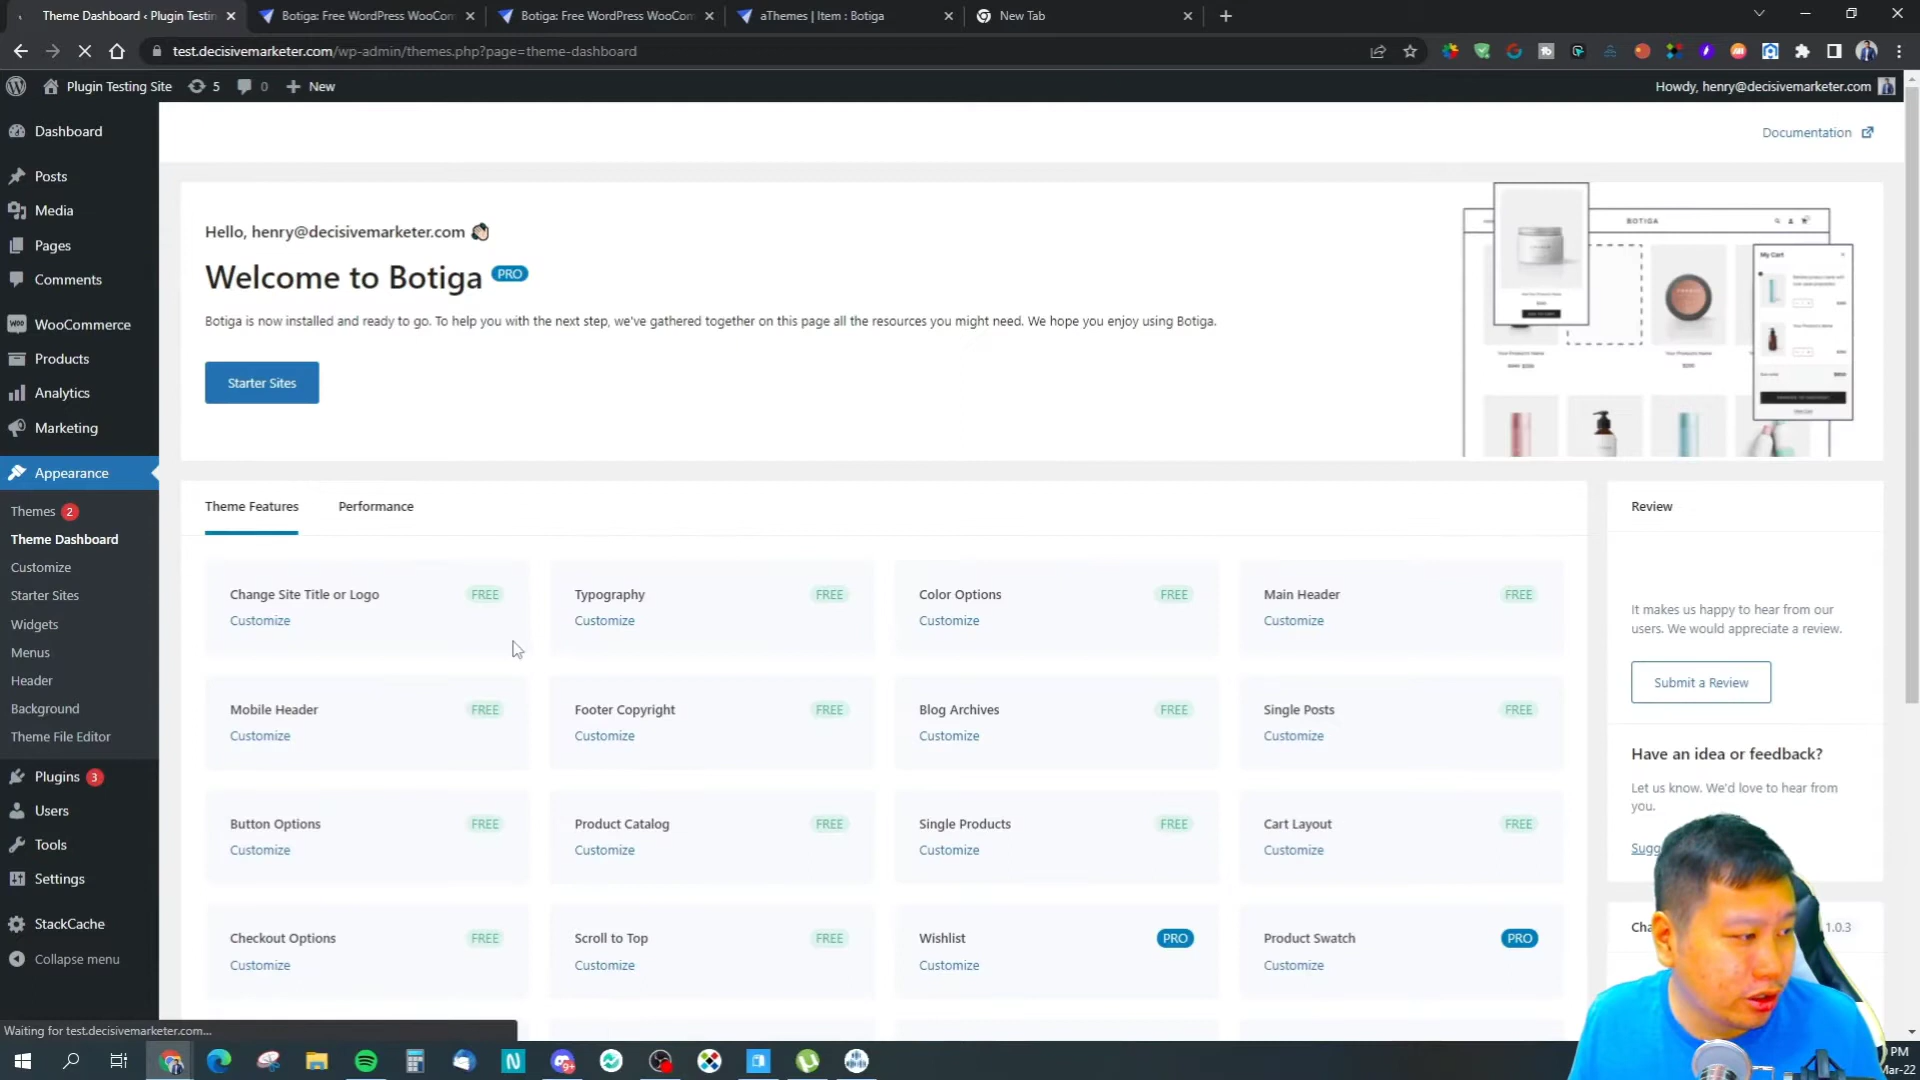 Theme Dashboard ‹ Plugin Testin
Botiga: Free WordPress WooCom
Botiga: Free WordPress WooCom
aThemes | Item : Botiga
New Tab
test.decisivemarketer.com/wp-admin/themes.php?page=theme-dashboard
Plugin Testing Site
5
0
New
Howdy, henry@decisivemarketer.com
Dashboard
Posts
Media
Pages
Comments
WooCommerce
Products
Analytics
Marketing
Appearance
Themes 2
Theme Dashboard
Customize
Starter Sites
Widgets
Menus
Header
Background
Theme File Editor
Plugins 3
Users
Tools
Settings
StackCache
Collapse menu
Documentation
Hello, henry@decisivemarketer.com
Welcome to Botiga PRO
Botiga is now installed and ready to go. To help you with the next step, we've gathered together on this page all the resources you might need. We hope you enjoy using Botiga.
Starter Sites
BOTIGA
My Cart
Theme Features
Performance
Change Site Title or Logo FREE
Customize
Typography FREE
Customize
Color Options FREE
Customize
Main Header FREE
Customize
Mobile Header FREE
Customize
Footer Copyright FREE
Customize
Blog Archives FREE
Customize
Single Posts FREE
Customize
Button Options FREE
Customize
Product Catalog FREE
Customize
Single Products FREE
Customize
Cart Layout FREE
Customize
Checkout Options FREE
Customize
Scroll to Top FREE
Customize
Wishlist PRO
Customize
Product Swatch PRO
Customize
Review
It makes us happy to hear from our
users. We would appreciate a review.
Submit a Review
Have an idea or feedback?
Let us know. We'd love to hear from
you.
Sugg
Cha
1.0.3
Waiting for test.decisivemarketer.com...
9+
PM
Mar-22